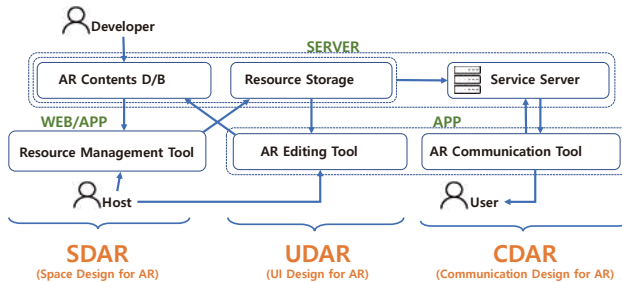 Developer
SERVER
AR Contents D/B
Resource Storage
Service Server
WEB/APP
APP
Resource Management Tool
AR Editing Tool
AR Communication Tool
Host
User
SDAR
UDAR
CDAR
(Space Design for AR)
(UI Design for AR)
(Communication Design for AR)